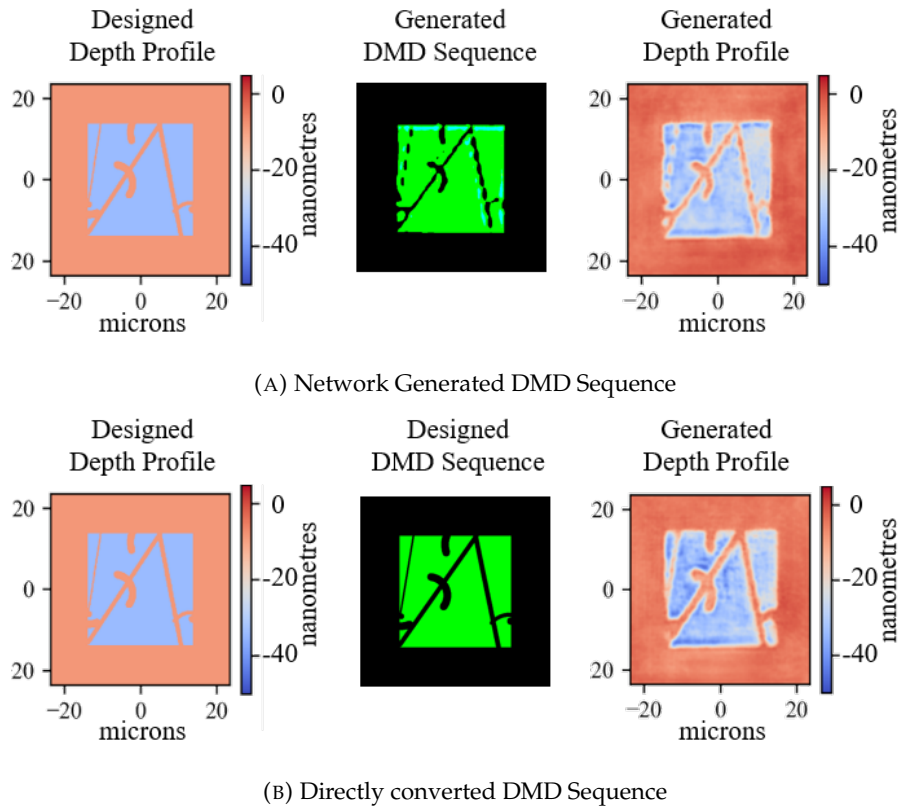 Designed
Depth Profile
Generated
DMD Sequence
Generated
Depth Profile
20
0
20
−20
0
20
microns
0
-20
-40
nanometres
20
0
20
−20
0
20
microns
0
-20
-40
nanometres
(A) Network Generated DMD Sequence
Designed
Depth Profile
Designed
DMD Sequence
Generated
Depth Profile
20
0
20
−20
0
20
microns
0
-20
-40
nanometres
20
0
20
−20
0
20
microns
0
-20
-40
nanometres
(B) Directly converted DMD Sequence